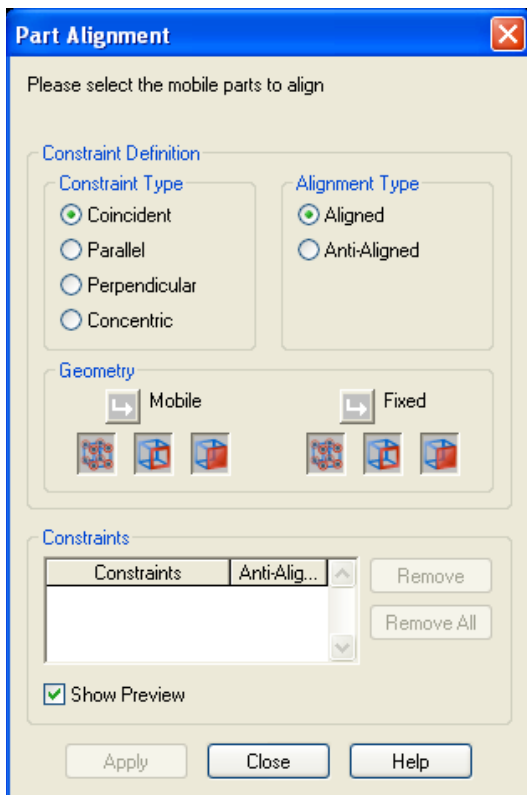 Part Alignment
Please select the mobile parts to align
Constraint Definition
Constraint Type
Coincident
Parallel
Perpendicular
Concentric
Alignment Type
Aligned
Anti-Aligned
Geometry
Mobile
Fixed
Constraints
Constraints Anti-Alig...
Remove
Remove All
Show Preview
Apply Close Help